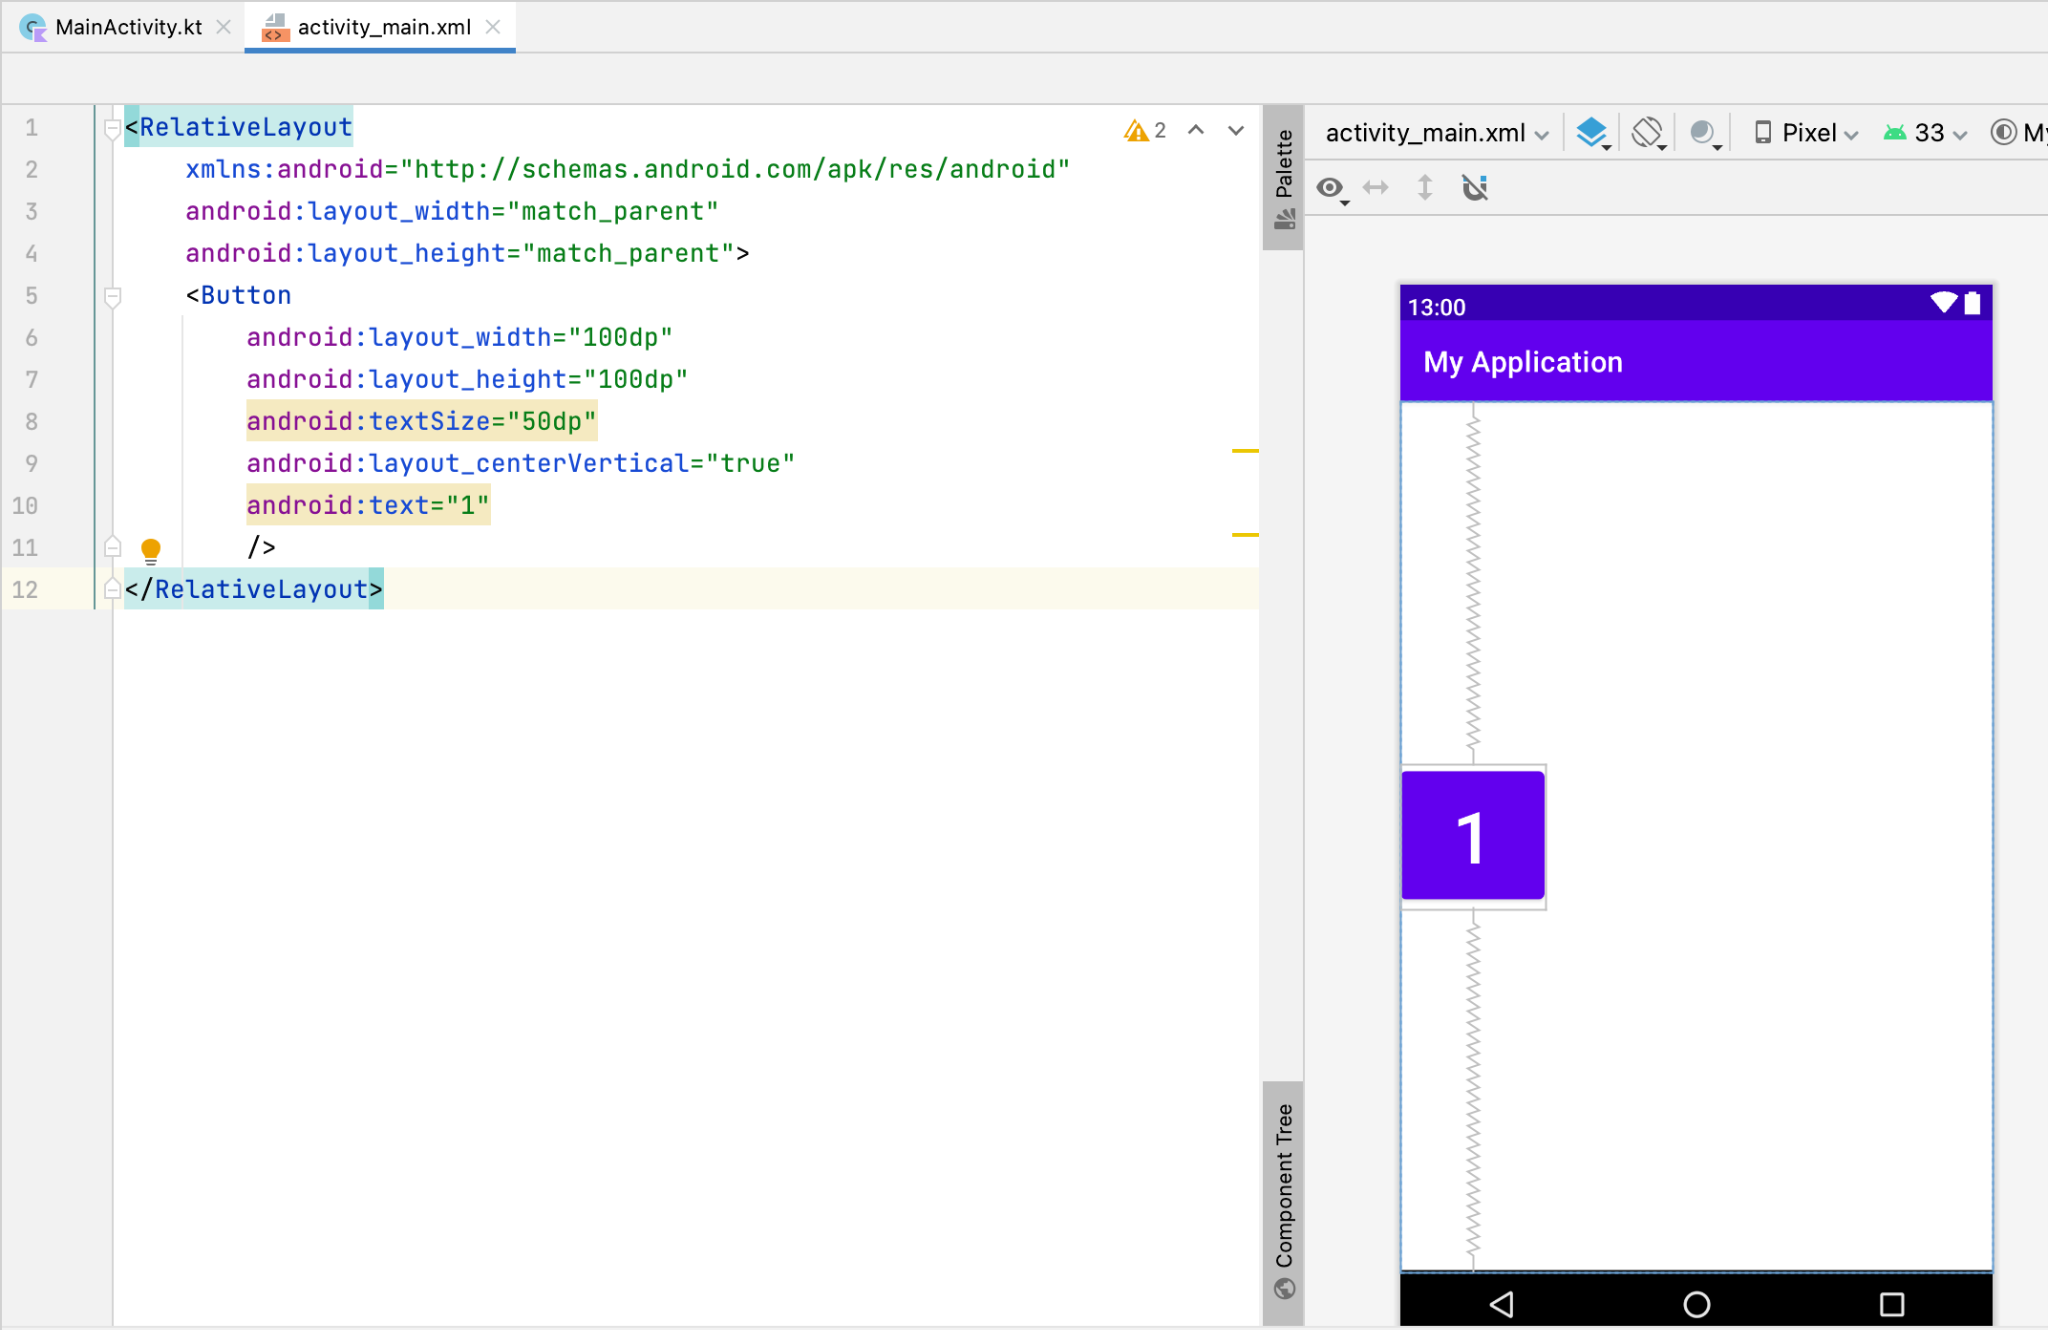 MainActivity.kt
activity_main.xml
1 <RelativeLayout
2 xmlns:android="http://schemas.android.com/apk/res/android"
3 android:layout_width="match_parent"
4 android:layout_height="match_parent">
5 <Button
6 android:layout_width="100dp"
7 android:layout_height="100dp"
8 android:textSize="50dp"
9 android:layout_centerVertical="true"
10 android:text="1"
11 />
12 </RelativeLayout>
2
Palette
Component Tree
activity_main.xml
Pixel
33
My
13:00
My Application
1